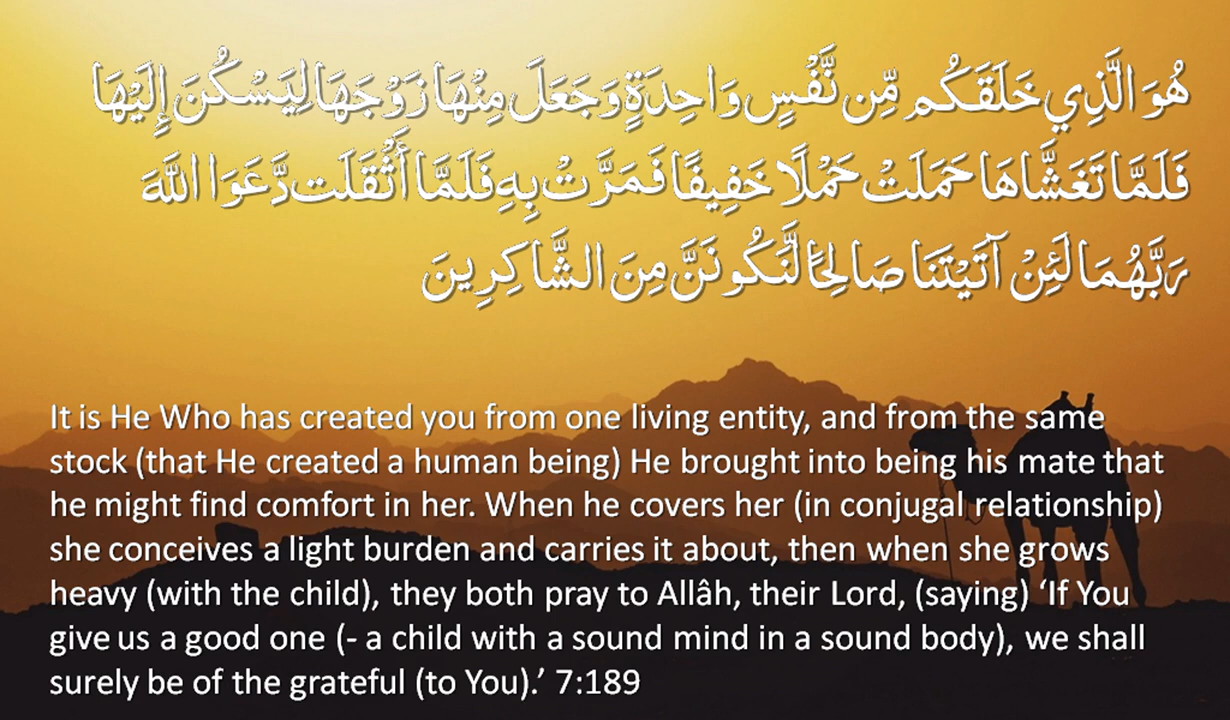 هُوَ الَّذِي خَلَقَكُم مِّن نَّفْسٍ وَاحِدَةٍ وَجَعَلَ مِنْهَا زَوْجَهَا لِيَسْكُنَ إِلَيْهَا
فَلَمَّا تَغَشَّاهَا حَمَلَتْ حَمْلًا خَفِيفًا فَمَرَّتْ بِهِ فَلَمَّا أَثْقَلَت دَّعَوَا اللَّهَ
رَبَّهُمَا لَئِنْ آتَيْتَنَا صَالِحًا لَّنَكُونَنَّ مِنَ الشَّاكِرِينَ
It is He Who has created you from one living entity, and from the same
stock (that He created a human being) He brought into being his mate that
he might find comfort in her. When he covers her (in conjugal relationship)
she conceives a light burden and carries it about, then when she grows
heavy (with the child), they both pray to Allâh, their Lord, (saying) ‘If You
give us a good one (- a child with a sound mind in a sound body), we shall
surely be of the grateful (to You).’ 7:189